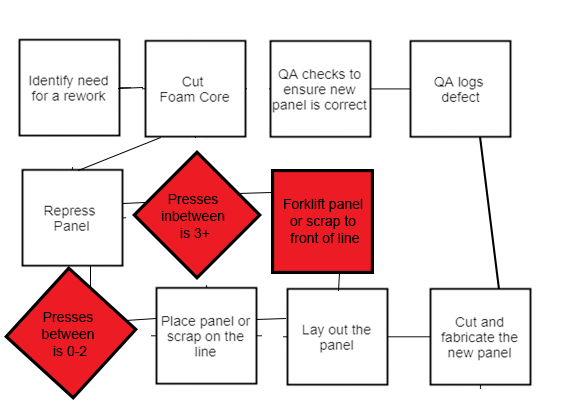 Identify need
for a rework
Cut
Foam Core
QA checks to
ensure new
panel is correct
QA logs
defect
Repress
Panel
Presses
inbetween
is 3+
Forklift panel
or scrap to
front of line
Presses
between
is 0-2
Place panel or
scrap on the
line
Lay out the
panel
Cut and
fabricate the
new panel